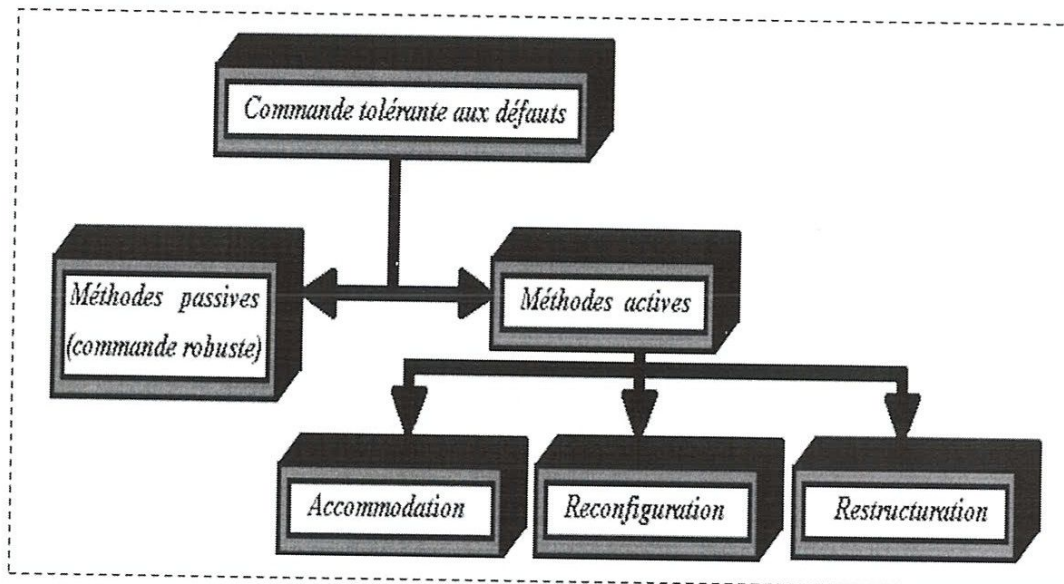 Commande tolérante aux défauts
Méthodes passives
(commande robuste)
Méthodes actives
Accommodation
Reconfiguration
Restructuration